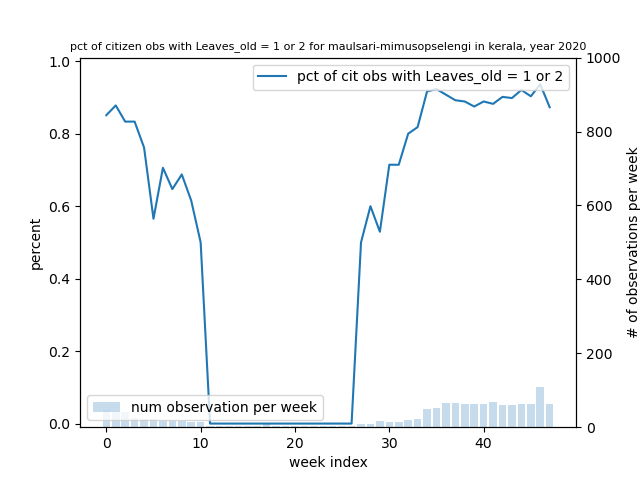 pct of citizen obs with Leaves_old = 1 or 2 for maulsari-mimusopselengi in kerala, year 2020
pct of cit obs with Leaves_old = 1 or 2
1.0
0.8
0.6
0.4
0.2
0.0
percent
1000
800
600
400
200
0
# of observations per week
num observation per week
0 10 20 30 40
week index